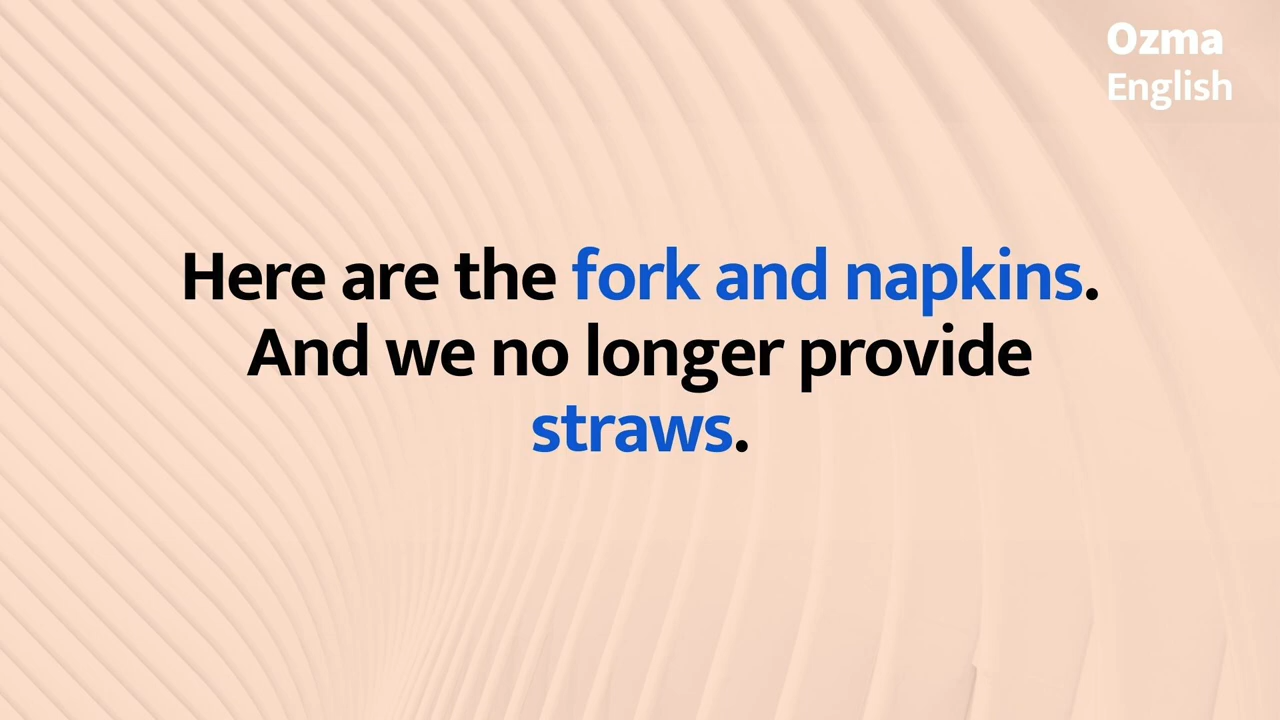 Ozma
English
Here are the fork and napkins.
And we no longer provide
straws.